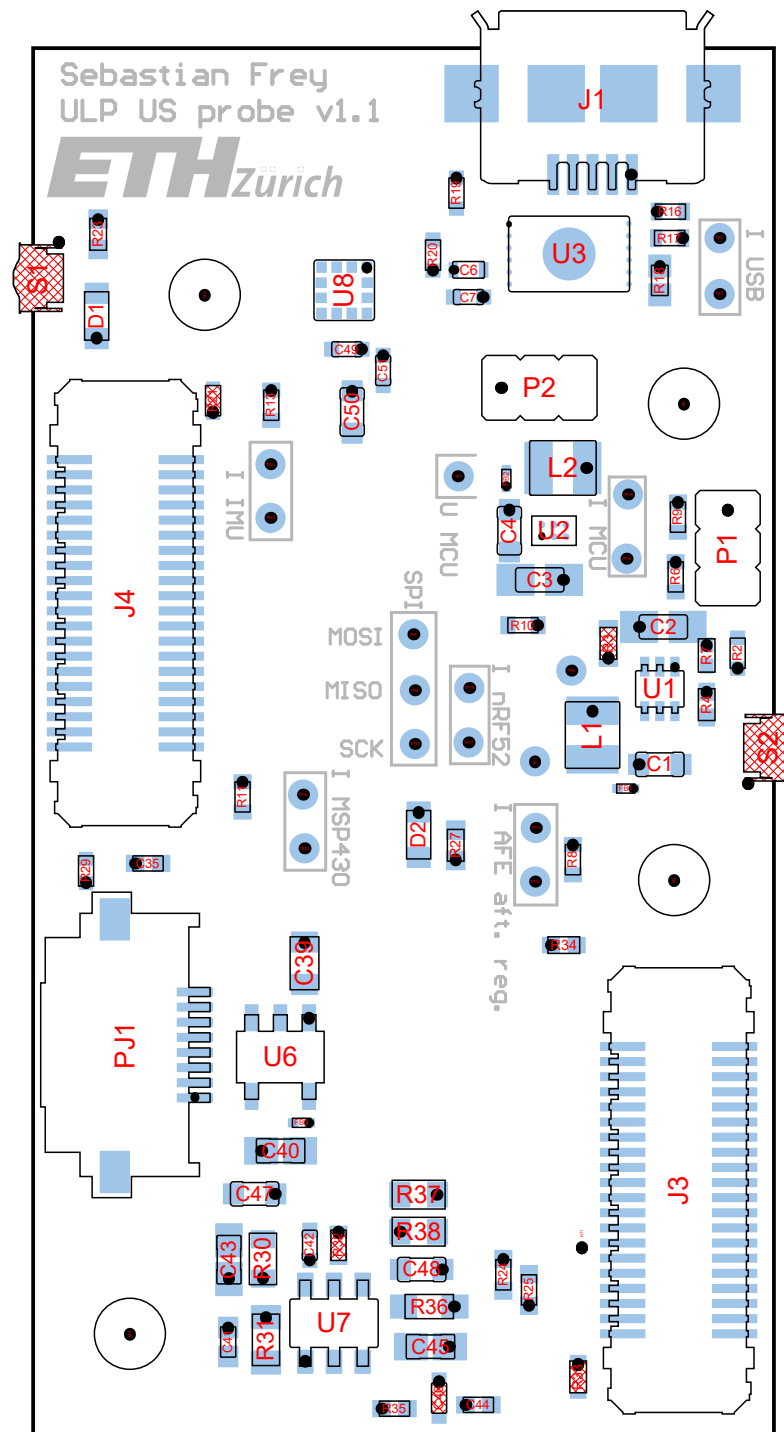 Sebastian Frey
ULP US probe v1.1
ETH Zürich
J1
R19
R16
R17
R18
U3
I USB
R20
C6
C7
S1
D1
U8
C49
C51
C50
R13
P2
I IMU
L2
U MCU
C4
U2
I MCU
R9
P1
C3
R6
J4
SPI
MOSI
MISO
SCK
R10
C2
R7
R2
I nRF52
U1
R4
L1
S2
C1
R11
I MSP430
D2
R27
I AFE aft. reg.
R8
R29
C35
C39
R34
PJ1
U6
C40
C47
R37
R38
J3
C43
R30
C42
C48
R24
R25
R36
R31
U7
C45
R35
C44